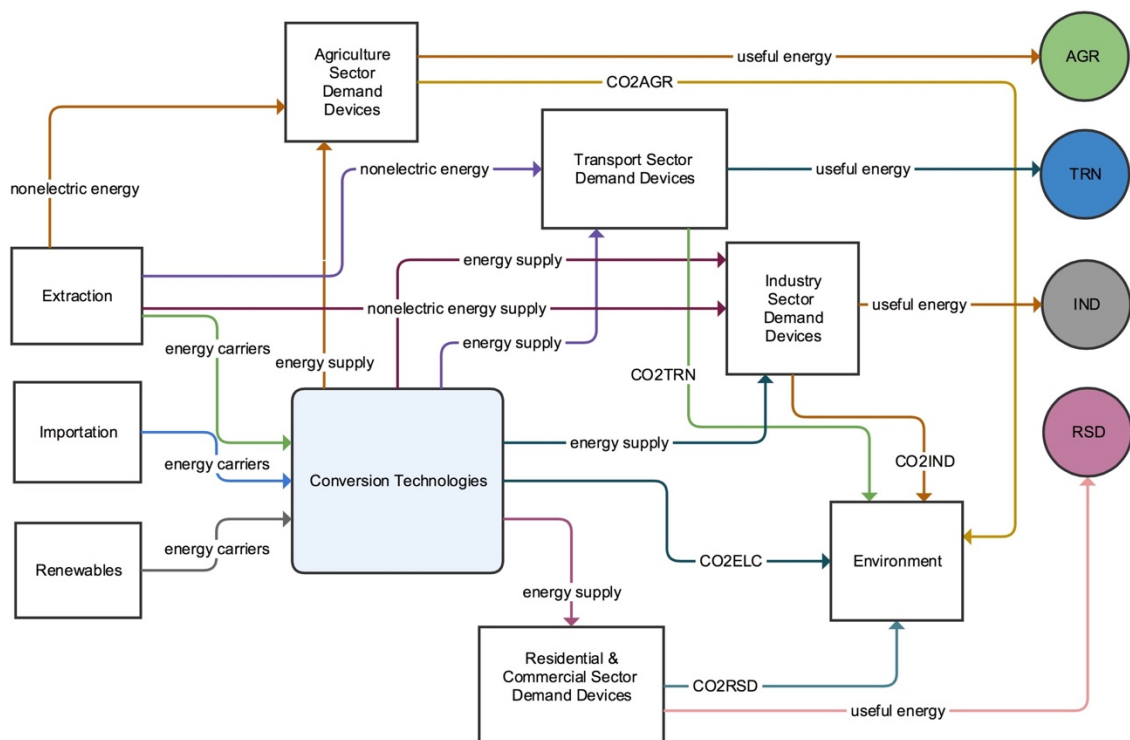 Agriculture
Sector
Demand
Devices
useful energy
AGR
CO2AGR
nonelectric energy
nonelectric energy
Transport Sector
Demand Devices
useful energy
TRN
Extraction
energy supply
nonelectric energy supply
Industry
Sector
Demand
Devices
useful energy
IND
energy carriers
energy supply
energy supply
CO2TRN
Importation
energy carriers
Conversion Technologies
energy supply
CO2IND
RSD
Renewables
energy carriers
CO2ELC
Environment
energy supply
Residential &
Commercial Sector
Demand Devices
CO2RSD
useful energy